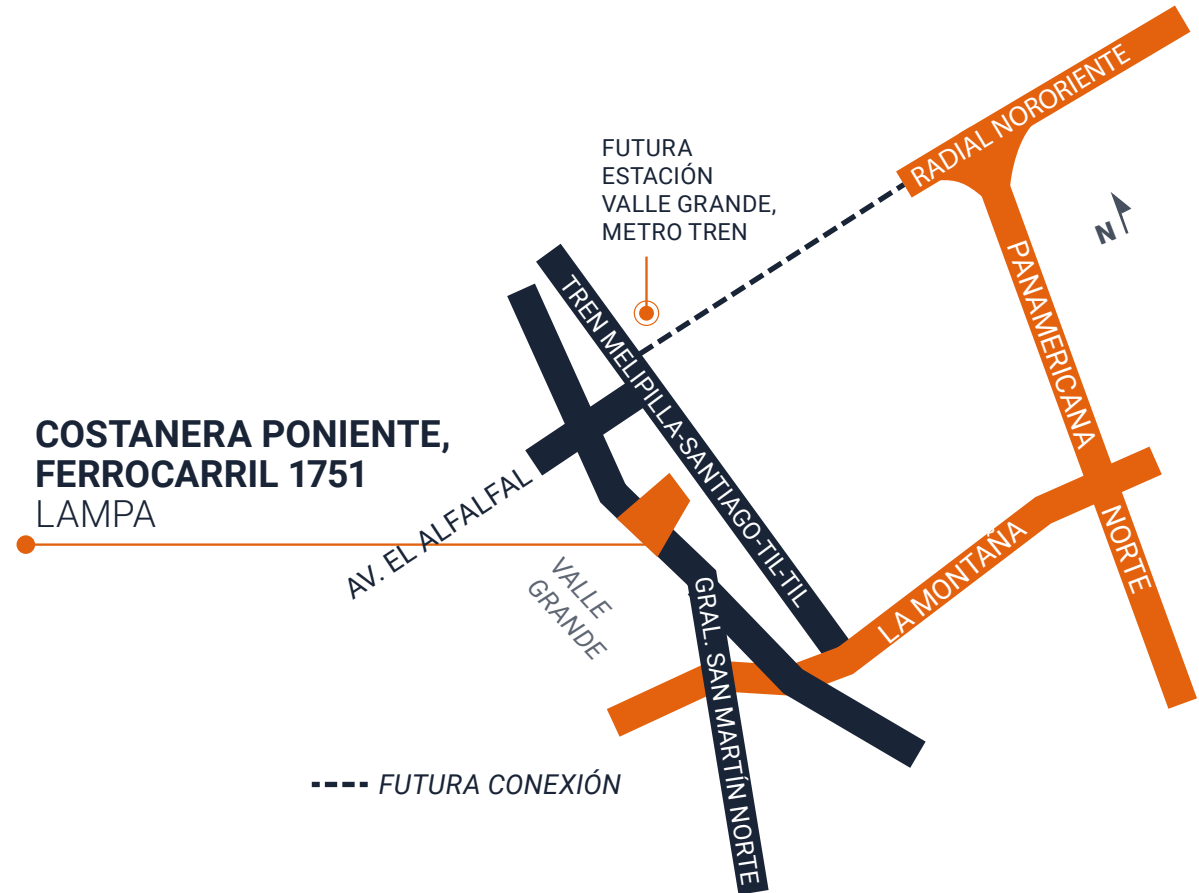 RADIAL NORORIENTE
FUTURA
ESTACIÓN
VALLE GRANDE,
METRO TREN
N
PANAMERICANA
NORTE
TREN MELIPILLA-SANTIAGO-TIL-TIL
COSTANERA PONIENTE,
FERROCARRIL 1751
LAMPA
AV. EL ALFALFAL
VALLE
GRANDE
LA MONTAÑA
GRAL. SAN MARTÍN NORTE
FUTURA CONEXIÓN